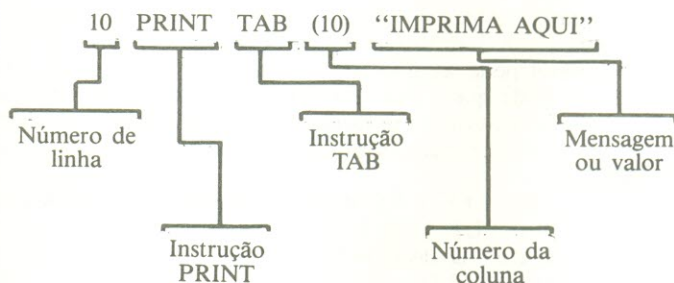 10 PRINT TAB (10) “IMPRIMA AQUI”
Número de
linha
Instrução
TAB
Mensagem
ou valor
Instrução
PRINT
Número da
coluna